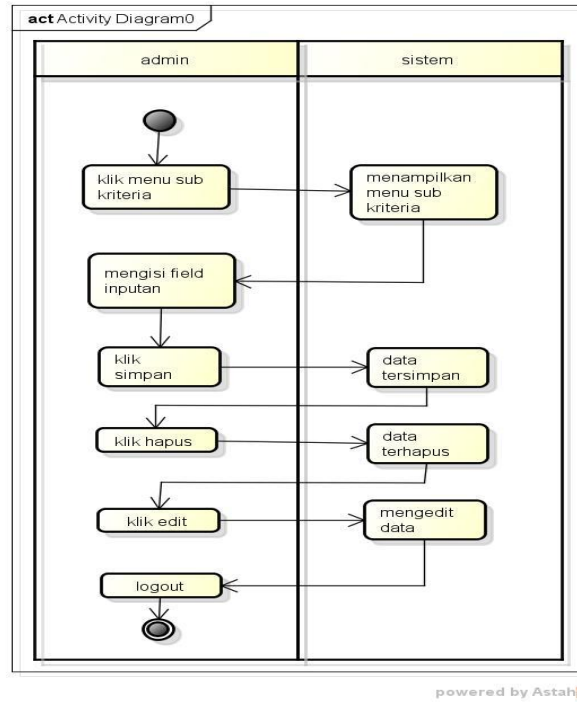 act Activity Diagram0
admin
sistem
klik menu sub
kriteria
menampilkan
menu sub
kriteria
mengisi field
inputan
klik
simpan
data
tersimpan
klik hapus
data
terhapus
klik edit
mengedit
data
logout
powered by Astah